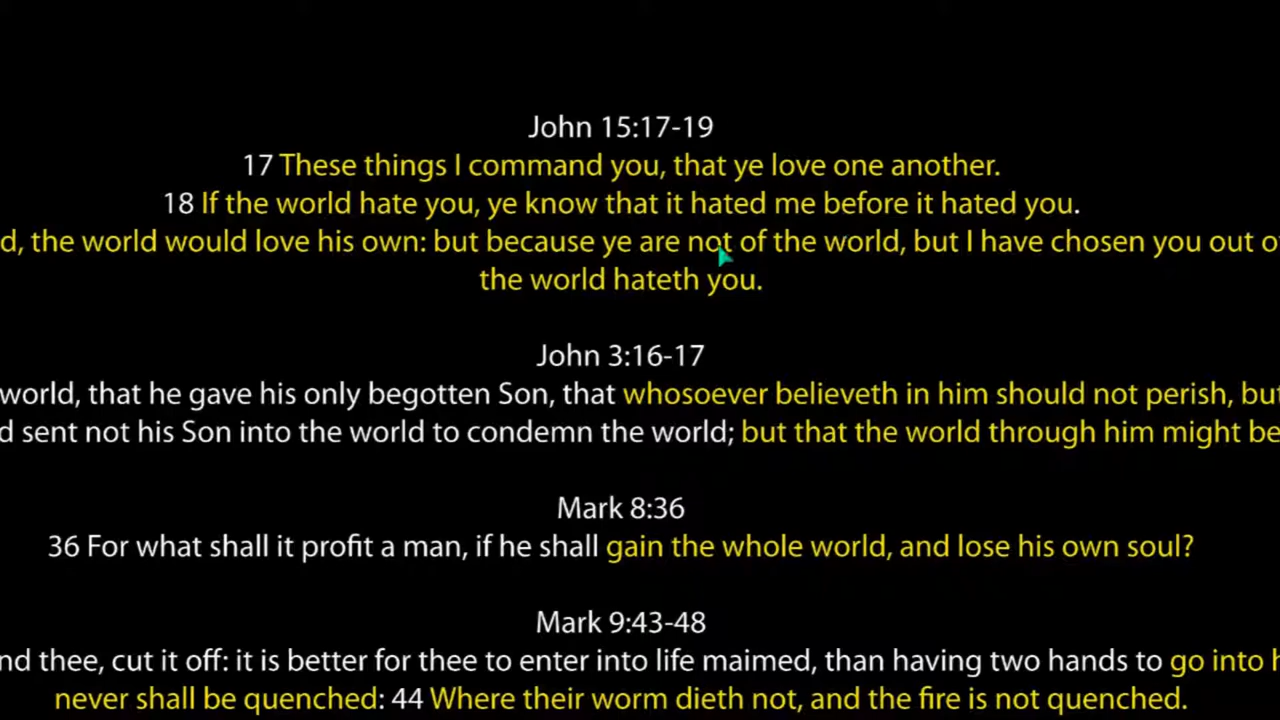 John 15:17-19
17 These things I command you, that ye love one another.
18 If the world hate you, ye know that it hated me before it hated you.
d, the world would love his own: but because ye are not of the world, but I have chosen you out o
the world hateth you.
John 3:16-17
world, that he gave his only begotten Son, that whosoever believeth in him should not perish, but
d sent not his Son into the world to condemn the world; but that the world through him might be
Mark 8:36
36 For what shall it profit a man, if he shall gain the whole world, and lose his own soul?
Mark 9:43-48
nd thee, cut it off: it is better for thee to enter into life maimed, than having two hands to go into h
never shall be quenched: 44 Where their worm dieth not, and the fire is not quenched.